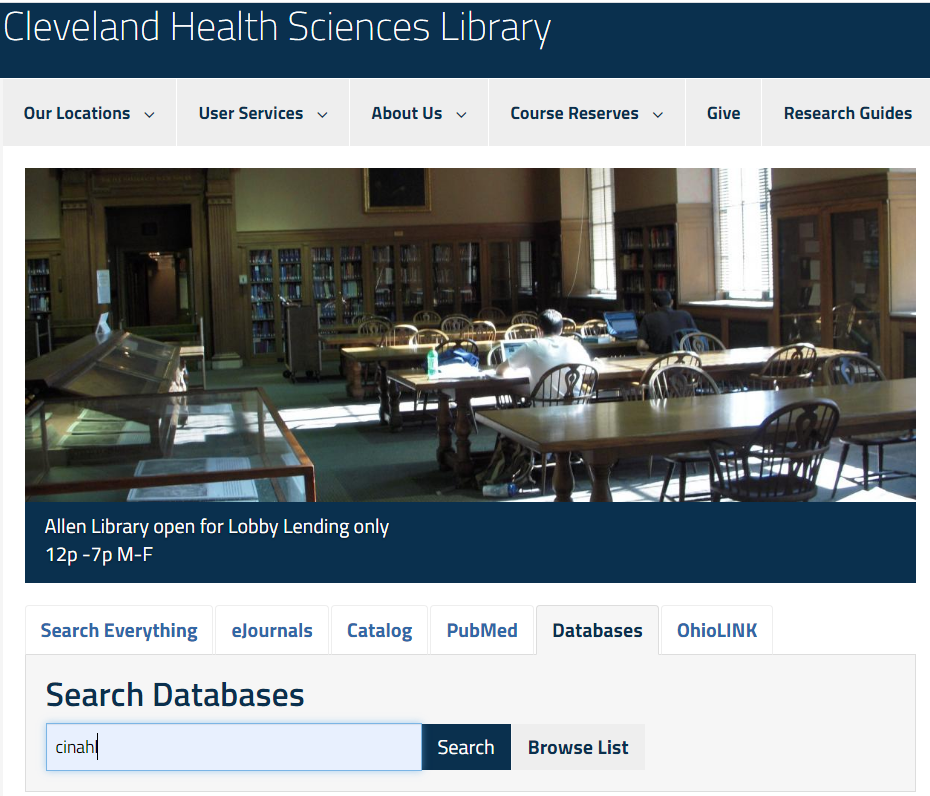 Cleveland Health Sciences Library
Our Locations User Services About Us Course Reserves Give Research Guides
Allen Library open for Lobby Lending only
12p -7p M-F
Search Everything eJournals Catalog PubMed Databases OhioLINK
Search Databases
cinahl Search Browse List